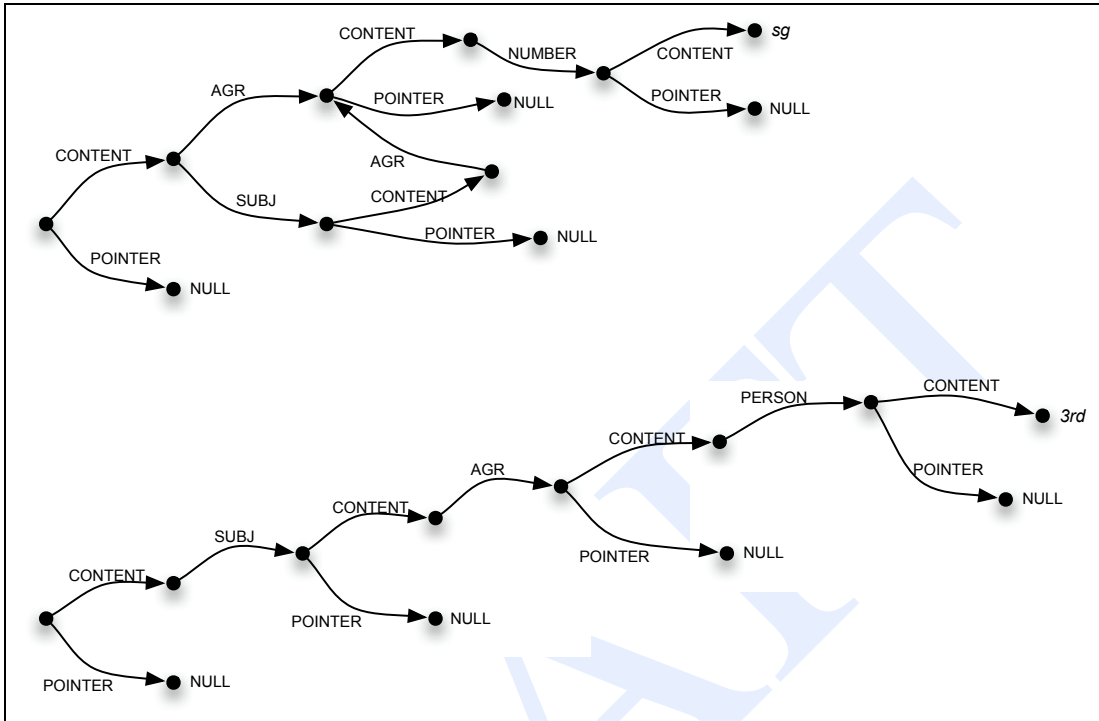 CONTENT sg
NUMBER CONTENT
AGR POINTER NULL POINTER NULL
CONTENT AGR
SUBJ CONTENT
POINTER NULL
POINTER NULL
CONTENT
PERSON 3rd
CONTENT
AGR POINTER NULL
CONTENT
SUBJ POINTER NULL
CONTENT
POINTER NULL
POINTER NULL